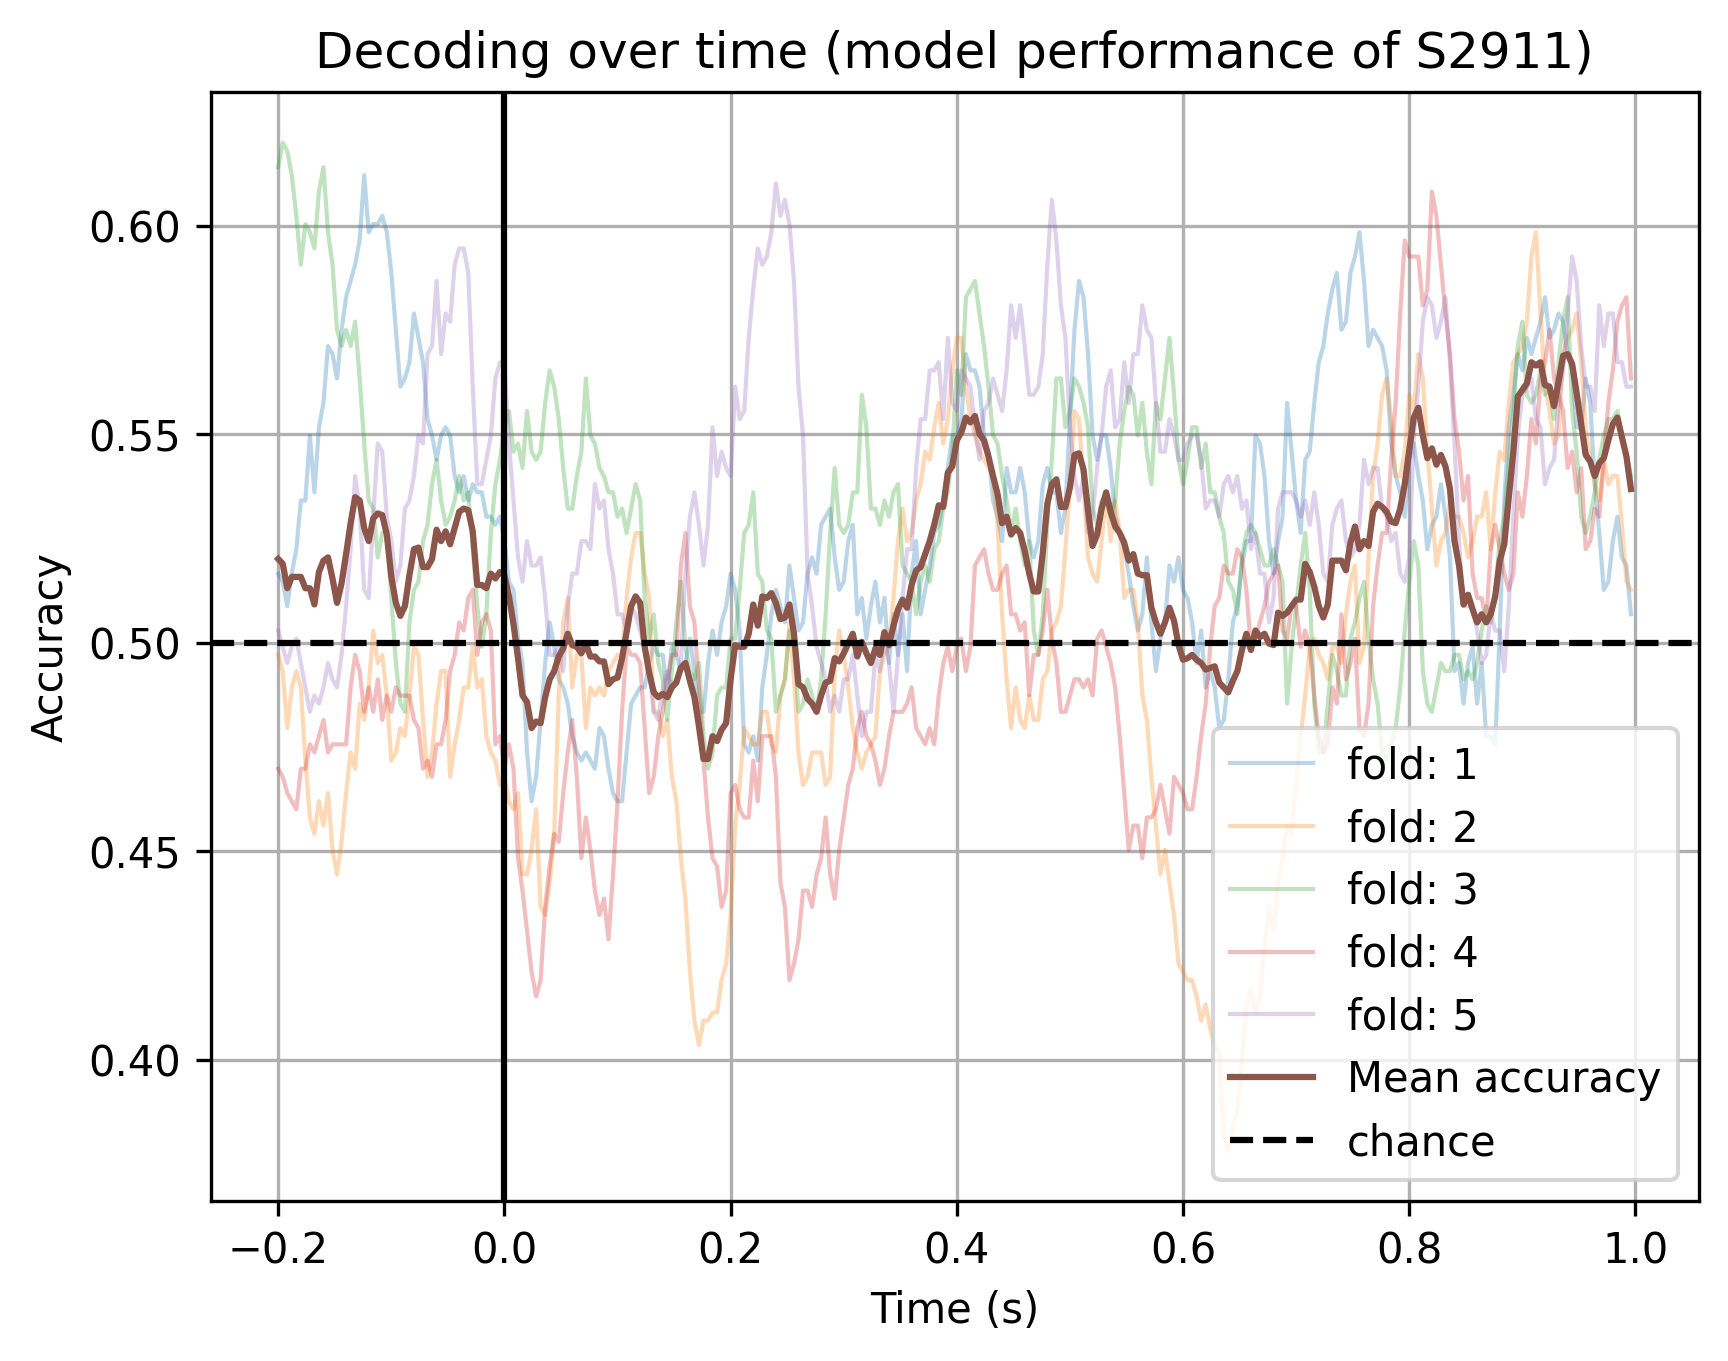 Decoding over time (model performance of S2911)
Accuracy
0.60
0.55
0.50
0.45
0.40
−0.2
0.0
0.2
0.4
0.6
0.8
1.0
Time (s)
fold: 1
fold: 2
fold: 3
fold: 4
fold: 5
Mean accuracy
chance